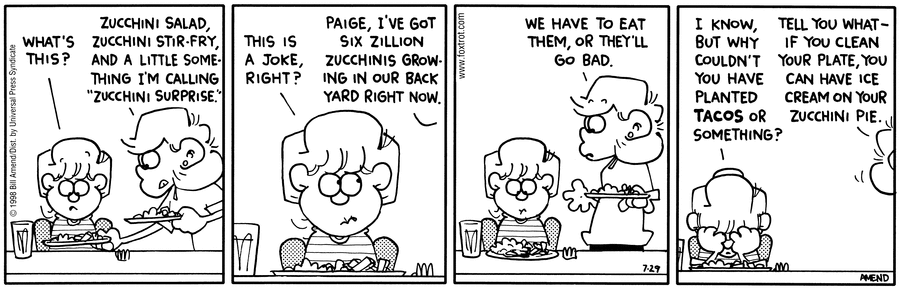 © 1998 Bill Amend/Dist. by Universal Press Syndicate
WHAT'S
THIS?
ZUCCHINI SALAD,
ZUCCHINI STIR-FRY,
AND A LITTLE SOME-
THING I'M CALLING
"ZUCCHINI SURPRISE."
THIS IS
A JOKE,
RIGHT?
PAIGE, I'VE GOT
SIX ZILLION
ZUCCHINIS GROW-
ING IN OUR BACK
YARD RIGHT NOW.
www.foxtrot.com
WE HAVE TO EAT
THEM, OR THEY'LL
GO BAD.
7-29
I KNOW,
BUT WHY
COULDN'T
YOU HAVE
PLANTED
TACOS OR
SOMETHING?
TELL YOU WHAT–
IF YOU CLEAN
YOUR PLATE, YOU
CAN HAVE ICE
CREAM ON YOUR
ZUCCHINI PIE.
AMEND